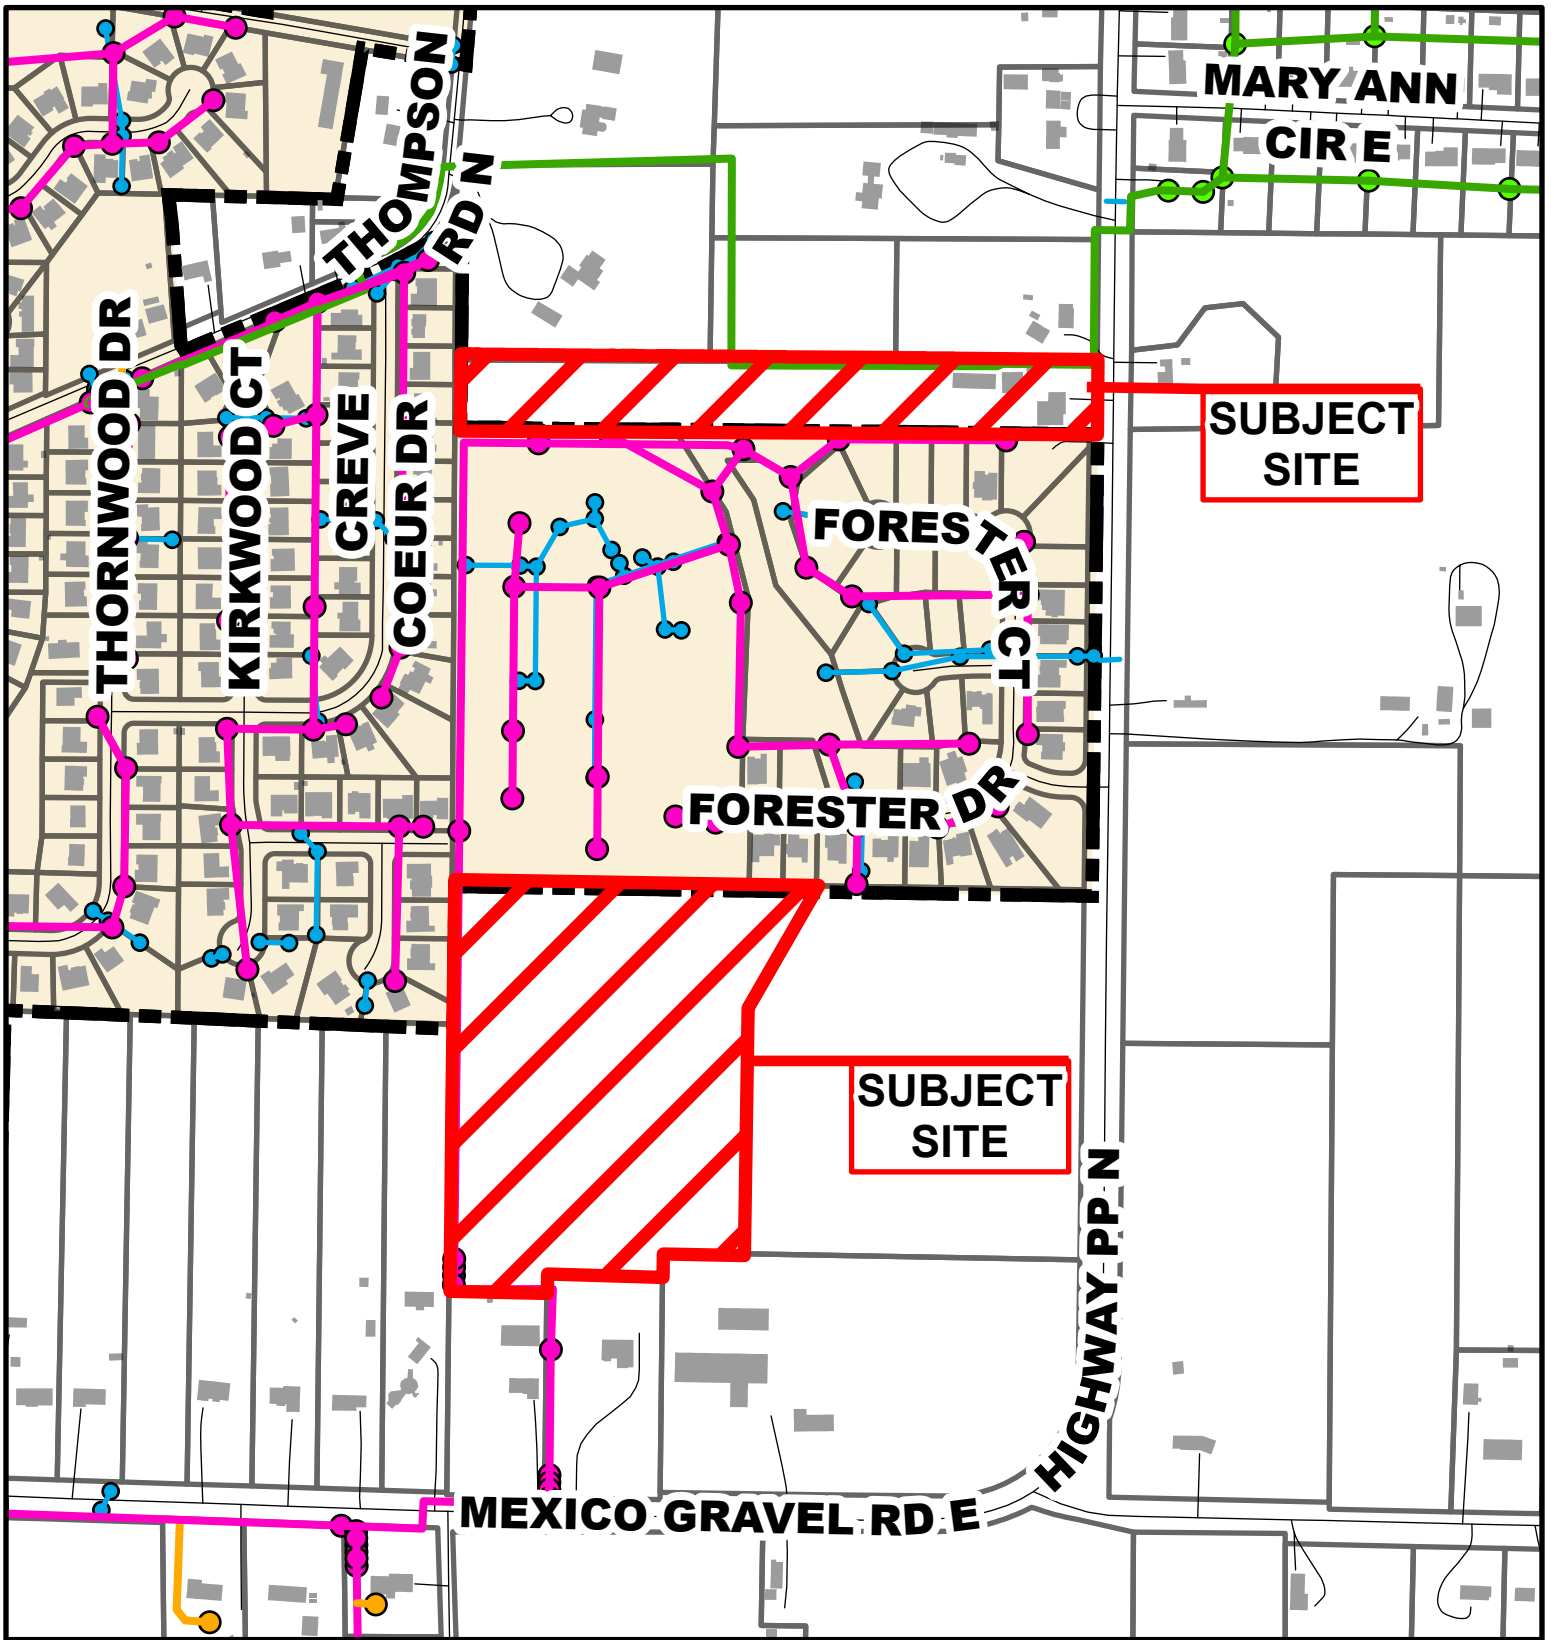 MARY ANN
CIR E
THOMPSON
RD N
THORNWOOD DR
KIRKWOOD CT
CREVE
COEUR DR
SUBJECT
SITE
FORESTER CT
FORESTER DR
SUBJECT
SITE
HIGHWAY PP N
MEXICO GRAVEL RD E